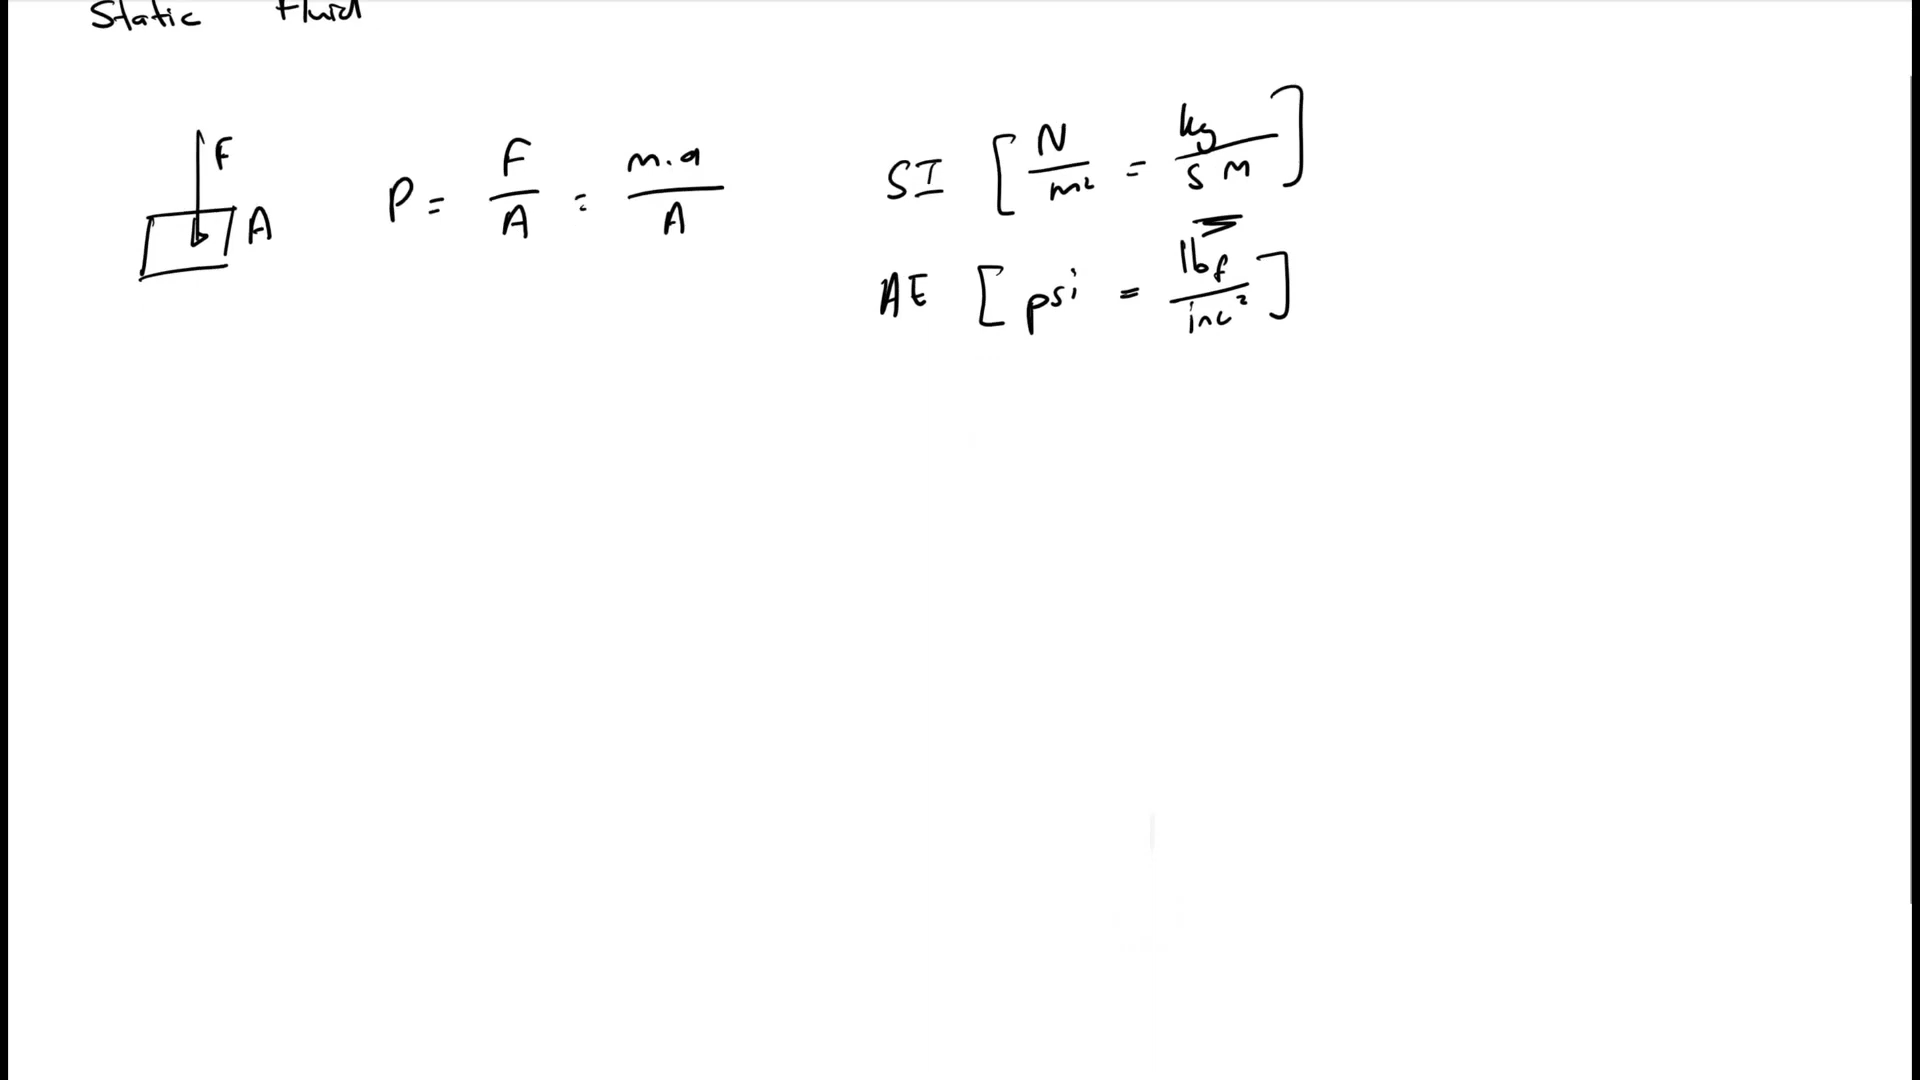 Static Fluid
F
A
P = F/A = m.a/A
SI [N/m² = kg/s m]
AE [psi = lbf/inc²]